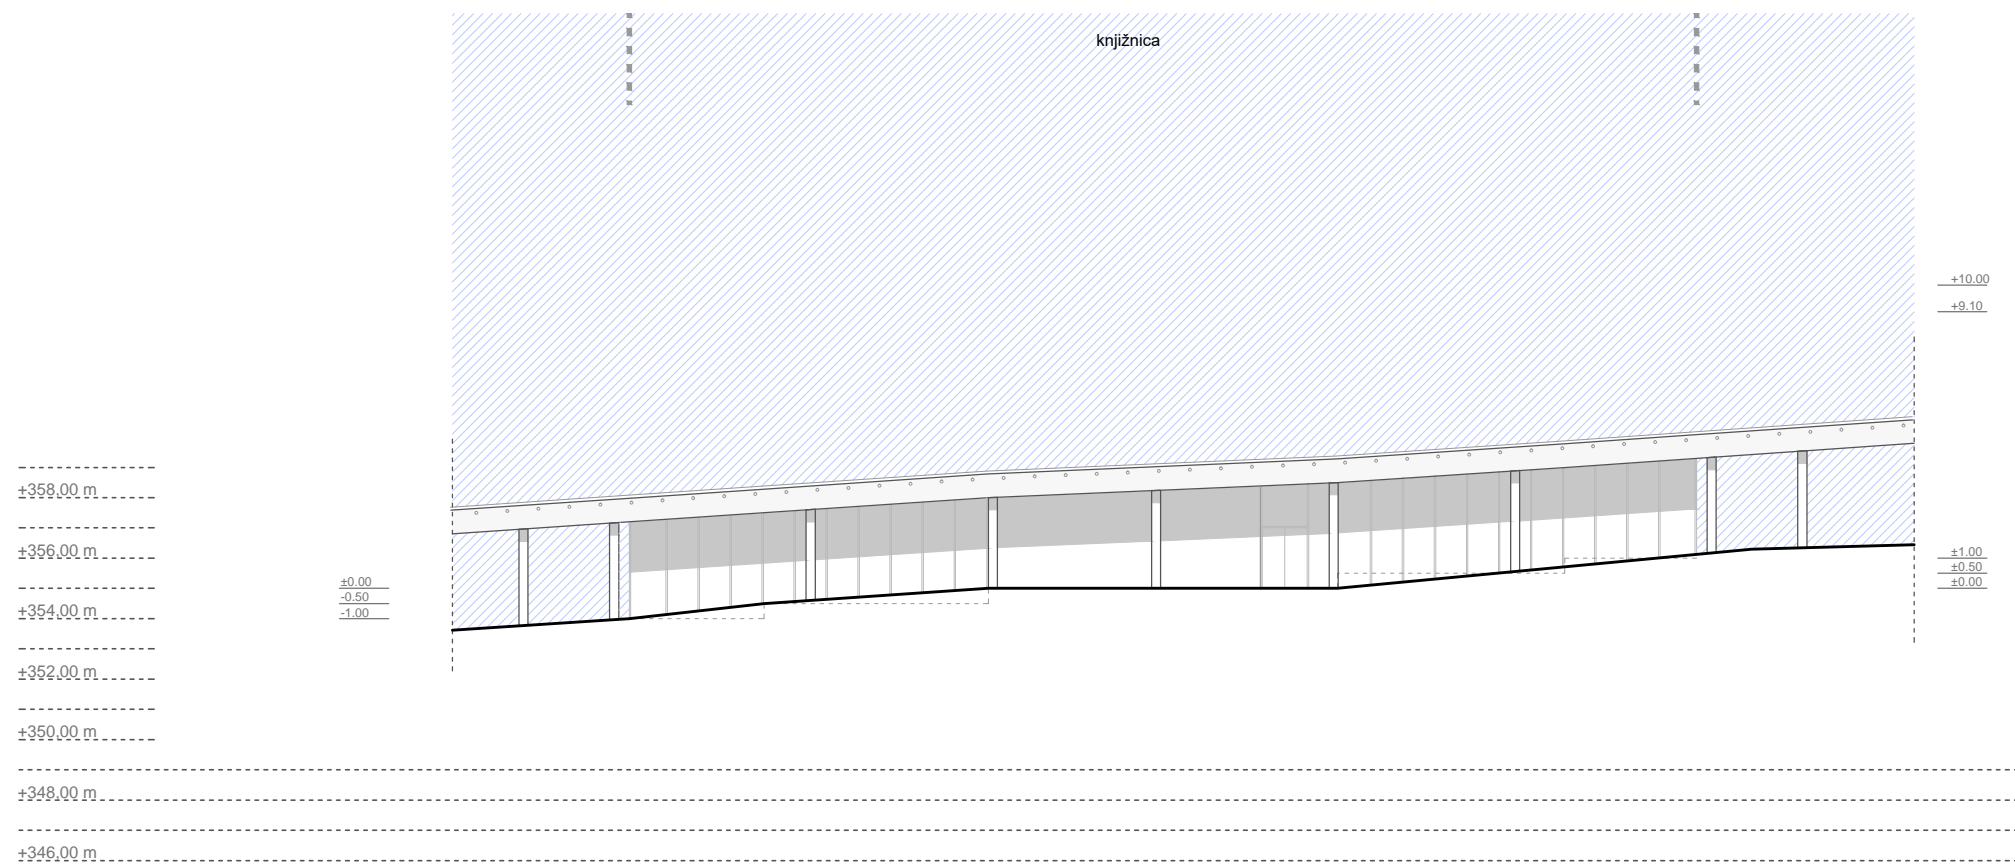 knjižnica
+10.00
+9.10
+358,00 m
+356,00 m
+354,00 m
+352,00 m
+350,00 m
+348,00 m
+346,00 m
±0.00
-0.50
-1.00
+1.00
±0.50
±0.00